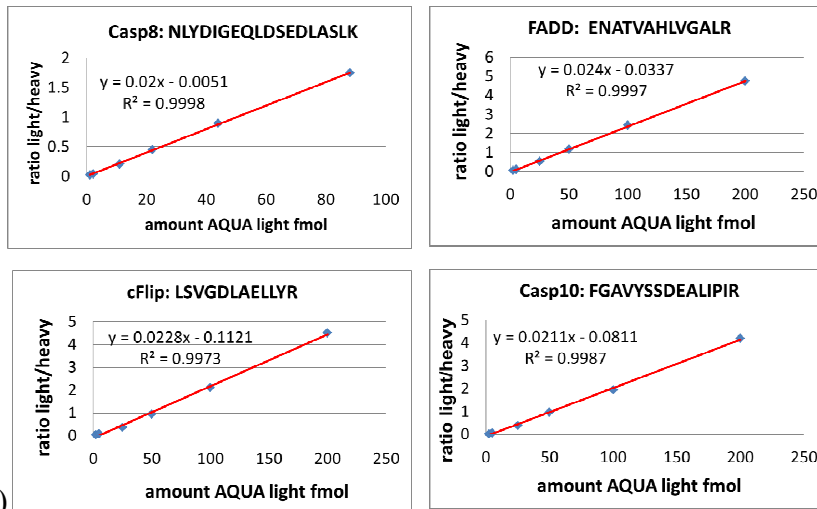 Casp8: NLYDIGEQLDSEDLASLK
ratio light/heavy
2
1.5
1
0.5
0
y = 0.02x - 0.0051
R² = 0.9998
0 20 40 60 80 100
amount AQUA light fmol
FADD: ENATVAHLVGALR
ratio light/heavy
6
5
4
3
2
1
0
y = 0.024x - 0.0337
R² = 0.9997
0 50 100 150 200 250
amount AQUA light fmol
cFlip: LSVGDLAELLYR
ratio light/heavy
5
4
3
2
1
0
y = 0.0228x - 0.1121
R² = 0.9973
0 50 100 150 200 250
amount AQUA light fmol
Casp10: FGAVYSSDEALIPIR
ratio light/heavy
5
4
3
2
1
0
y = 0.0211x - 0.0811
R² = 0.9987
0 50 100 150 200 250
amount AQUA light fmol
)